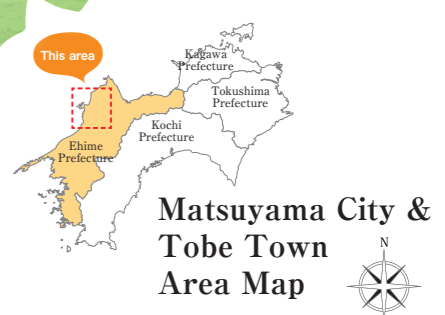 This area
Kagawa
Prefecture
Tokushima
Prefecture
Kochi
Prefecture
Ehime
Prefecture
Matsuyama City &
Tobe Town
Area Map
N